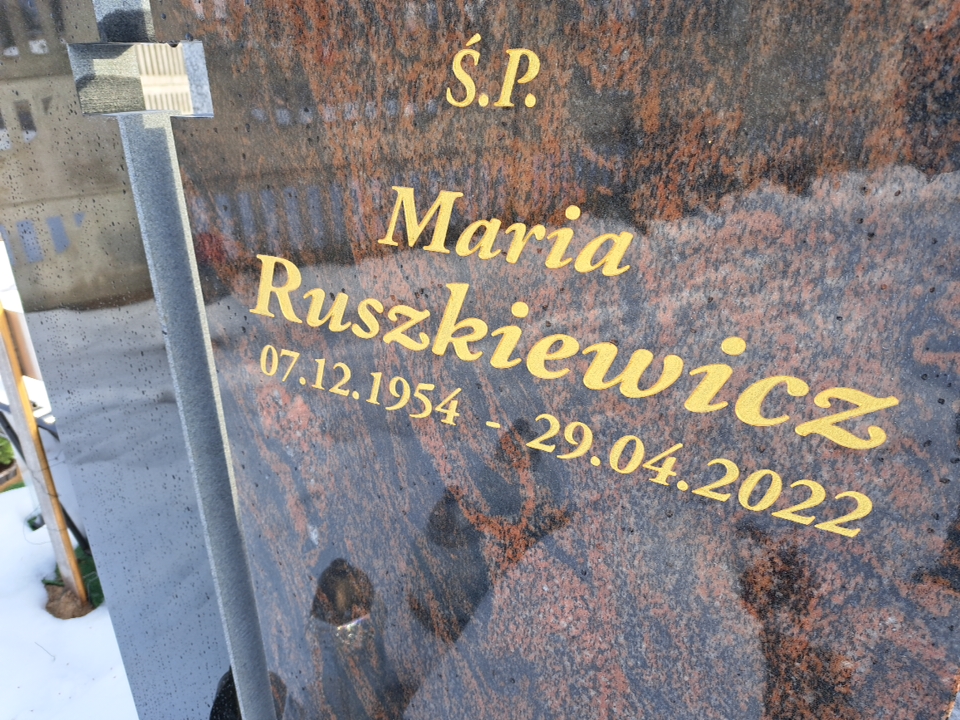 Ś.P.
Maria
Ruszkiewicz
07.12.1954 - 29.04.2022